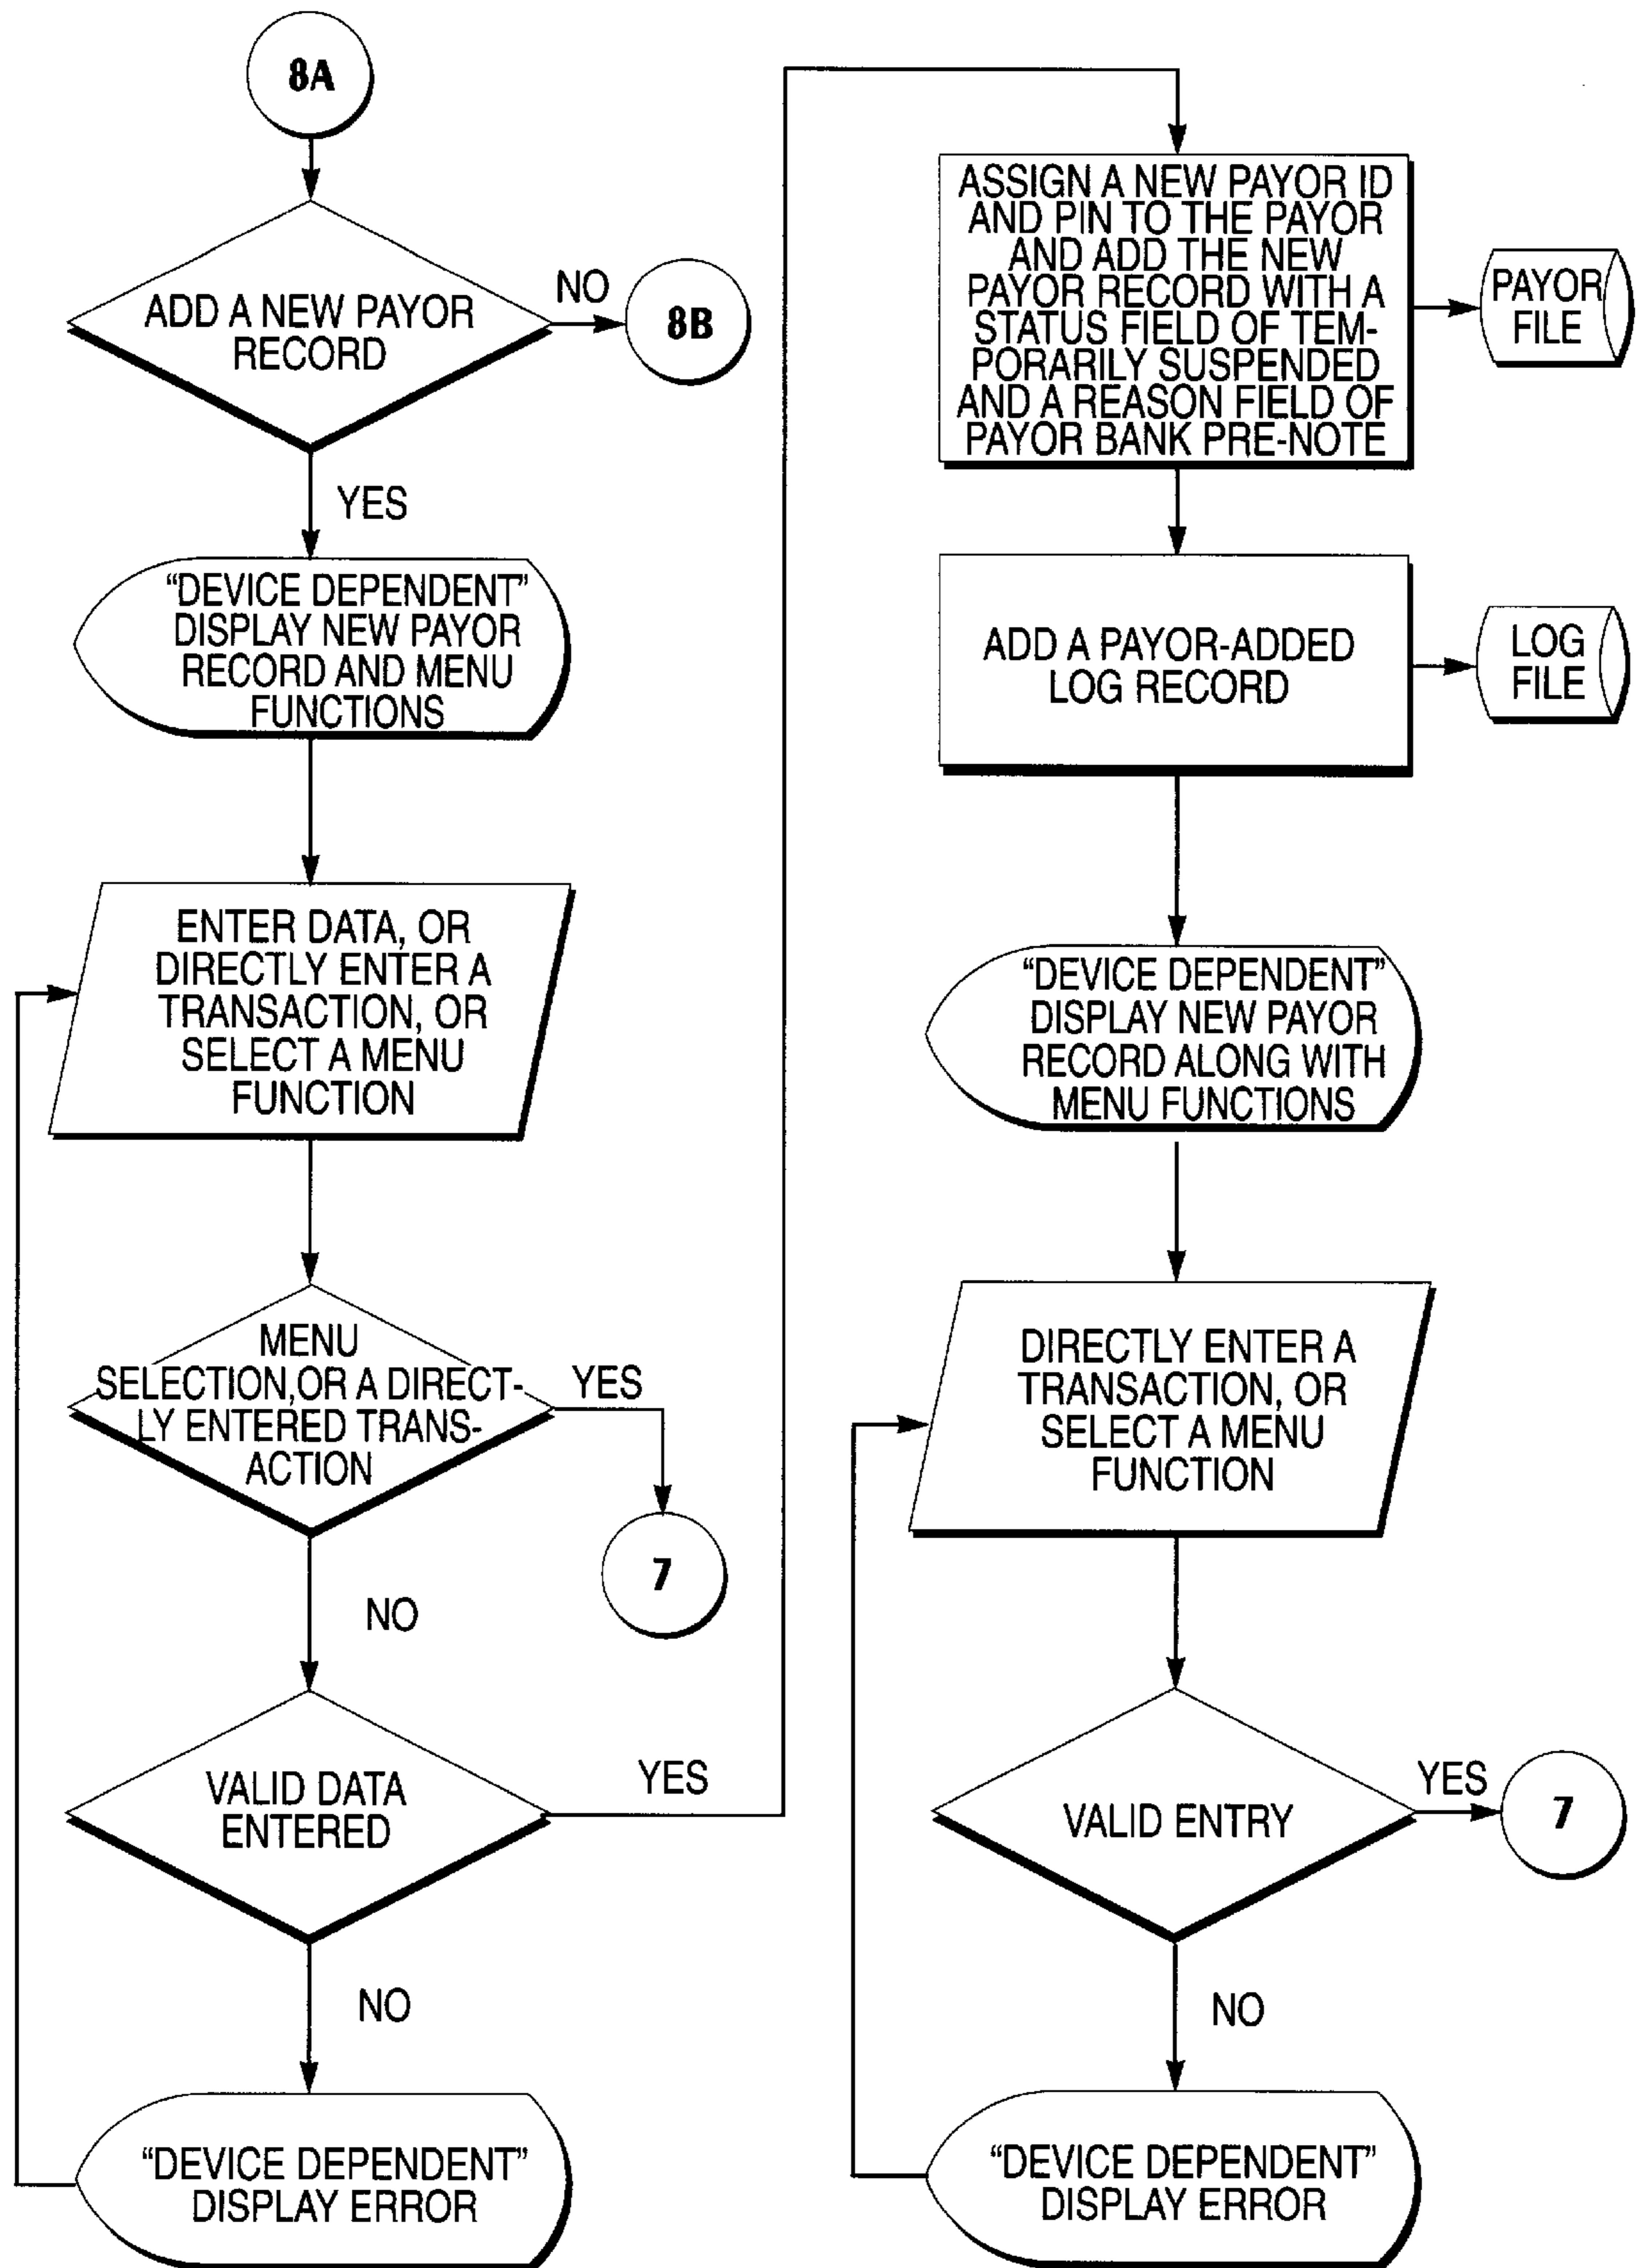 8A
ADD A NEW PAYOR
RECORD
NO
8B
YES
“DEVICE DEPENDENT”
DISPLAY NEW PAYOR
RECORD AND MENU
FUNCTIONS
ENTER DATA, OR
DIRECTLY ENTER A
TRANSACTION, OR
SELECT A MENU
FUNCTION
MENU
SELECTION,OR A DIRECT-
LY ENTERED TRANS-
ACTION
YES
7
NO
VALID DATA
ENTERED
YES
NO
“DEVICE DEPENDENT”
DISPLAY ERROR
ASSIGN A NEW PAYOR ID
AND PIN TO THE PAYOR
AND ADD THE NEW
PAYOR RECORD WITH A
STATUS FIELD OF TEM-
PORARILY SUSPENDED
AND A REASON FIELD OF
PAYOR BANK PRE-NOTE
PAYOR
FILE
ADD A PAYOR-ADDED
LOG RECORD
LOG
FILE
“DEVICE DEPENDENT”
DISPLAY NEW PAYOR
RECORD ALONG WITH
MENU FUNCTIONS
DIRECTLY ENTER A
TRANSACTION, OR
SELECT A MENU
FUNCTION
VALID ENTRY
YES
7
NO
“DEVICE DEPENDENT”
DISPLAY ERROR